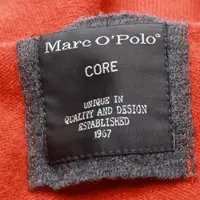 Marc O'Polo®
CORE
UNIQUE IN
QUALITY AND DESIGN
ESTABLISHED
1967